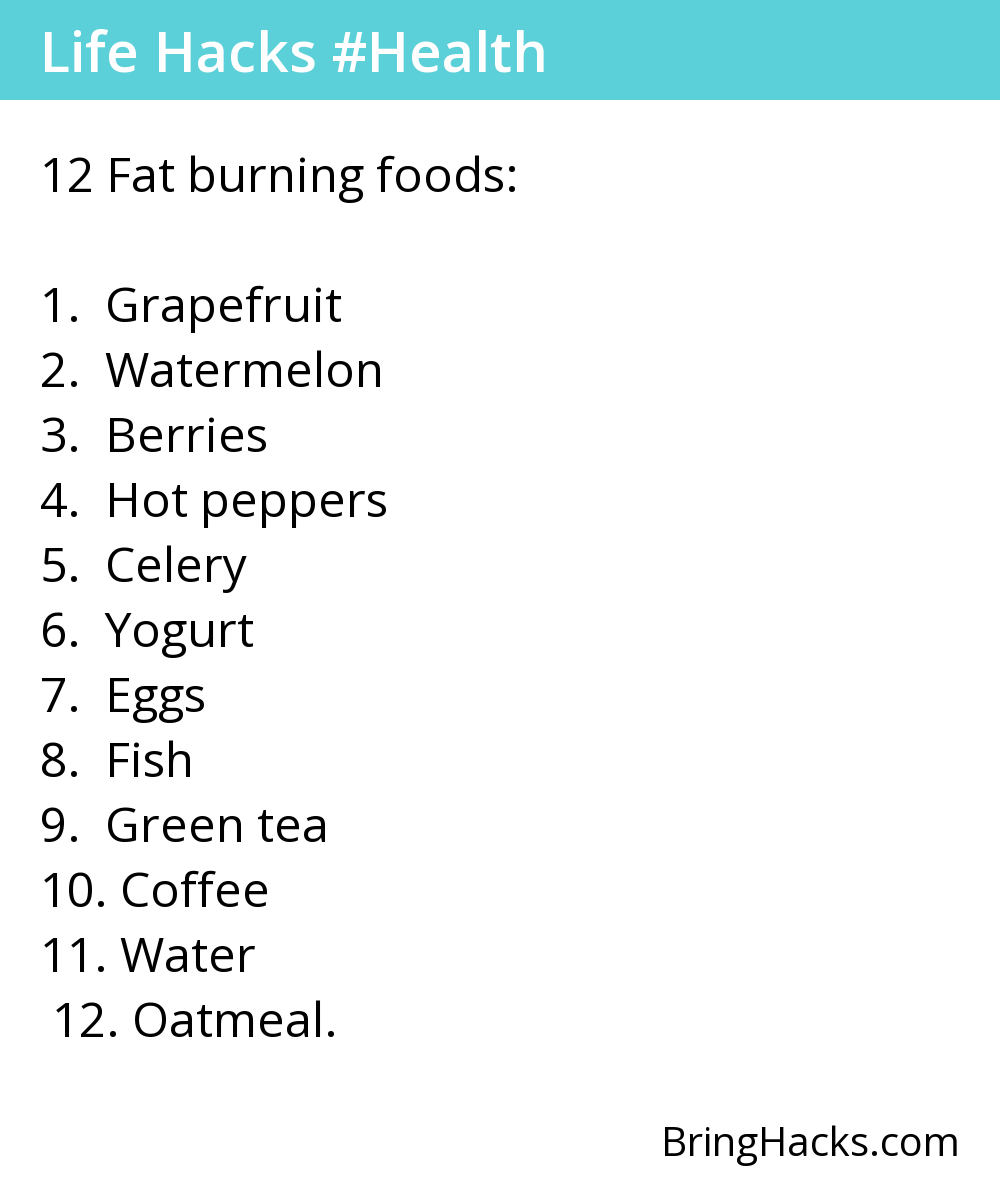 Life Hacks #Health
12 Fat burning foods:
1. Grapefruit
2. Watermelon
3. Berries
4. Hot peppers
5. Celery
6. Yogurt
7. Eggs
8. Fish
9. Green tea
10. Coffee
11. Water
12. Oatmeal.
BringHacks.com